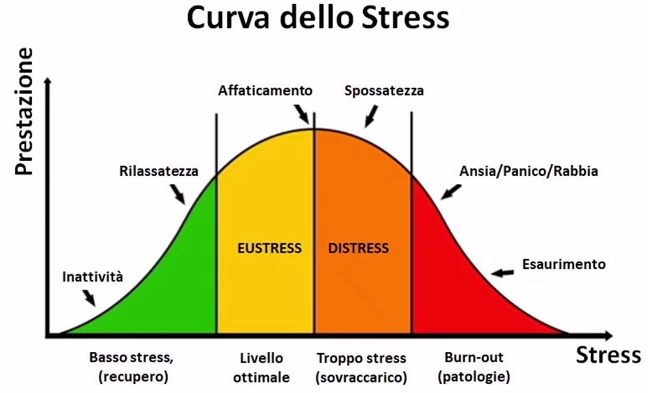 Curva dello Stress
Prestazione
Affaticamento
Spossatezza
Rilassatezza
Ansia/Panico/Rabbia
EUSTRESS
DISTRESS
Inattività
Esaurimento
Basso stress,
(recupero)
Livello
ottimale
Troppo stress
(sovraccarico)
Burn-out
(patologie)
Stress